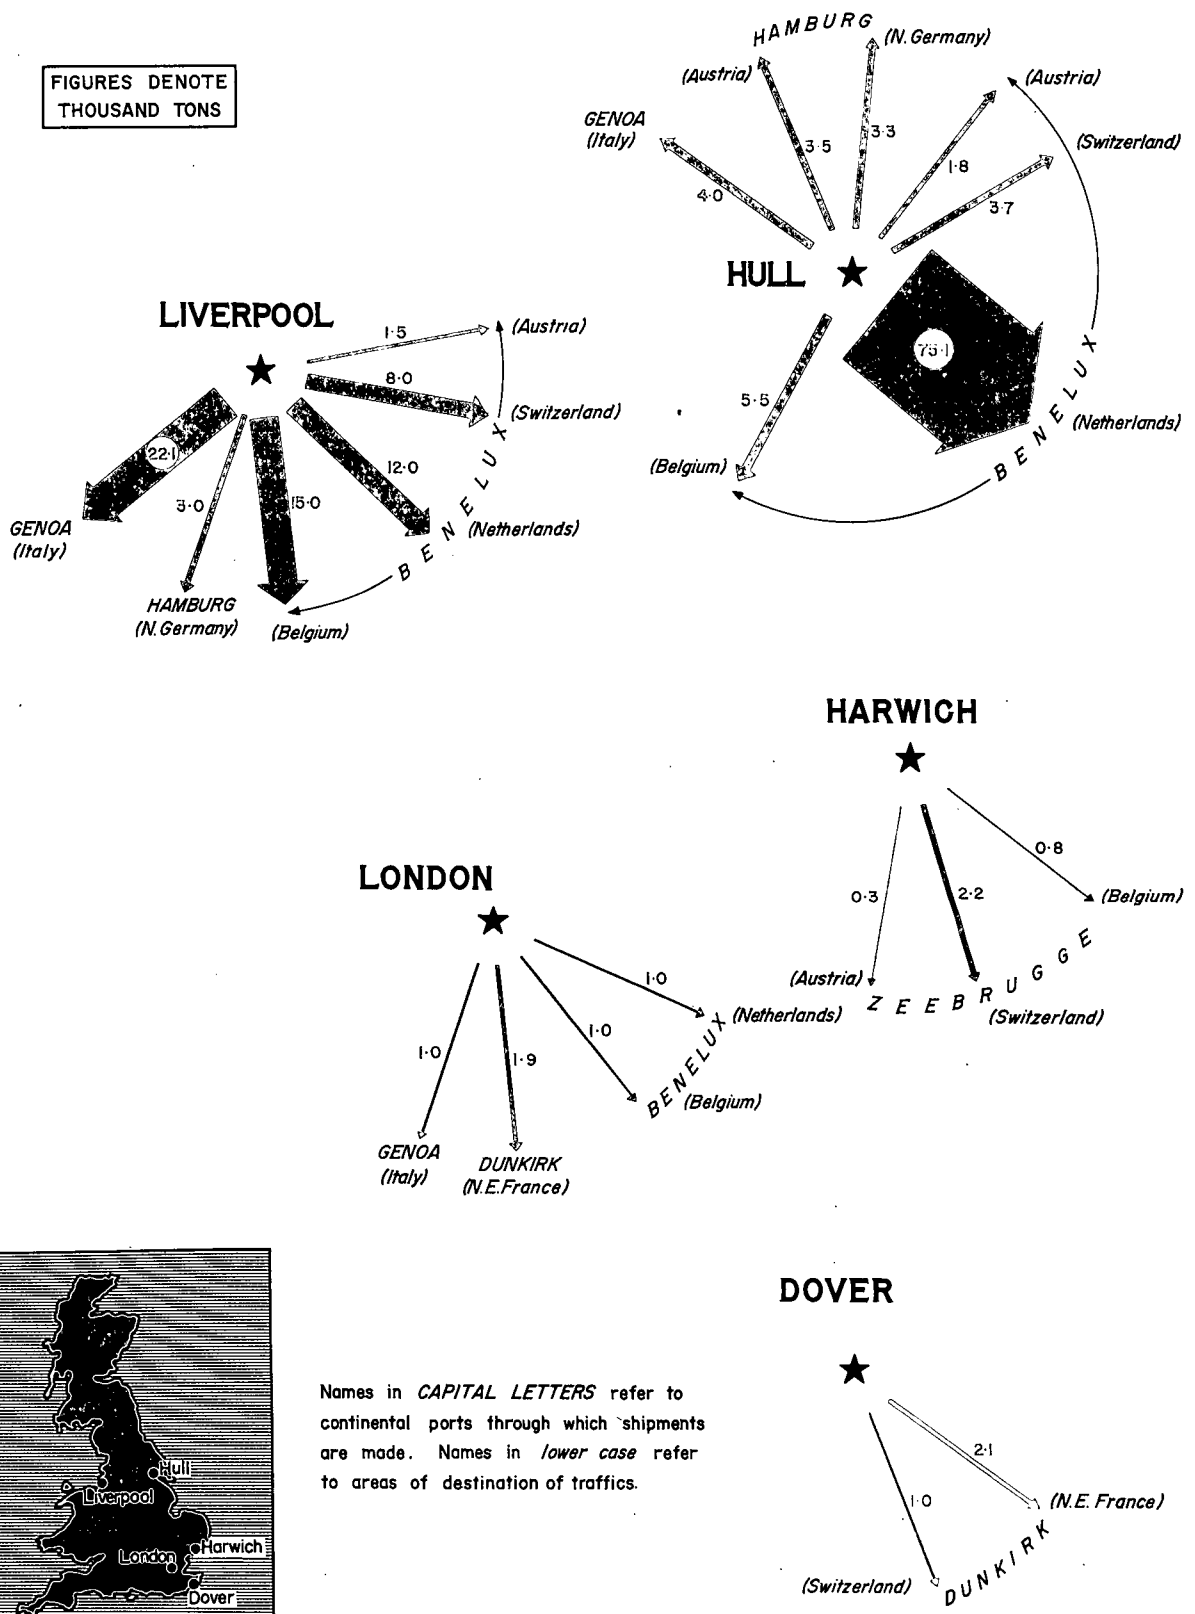 FIGURES DENOTE
THOUSAND TONS
HAMBURG
(N. Germany)
(Austria)
(Austria)
GENOA
(Italy)
(Switzerland)
3·5
3·3
1·8
4·0
3·7
HULL
75·1
5·5
BENELUX
(Netherlands)
(Belgium)
LIVERPOOL
1·5
(Austria)
8·0
(Switzerland)
22·1
12·0
3·0
15·0
BENELUX
(Netherlands)
GENOA
(Italy)
HAMBURG
(N. Germany)
(Belgium)
HARWICH
0·8
0·3
2·2
(Belgium)
(Austria)
ZEEBRUGGE
(Switzerland)
LONDON
1·0
(Netherlands)
1·0
1·9
1·0
BENELUX
(Belgium)
GENOA
(Italy)
DUNKIRK
(N.E. France)
DOVER
2·1
1·0
(N.E. France)
(Switzerland)
DUNKIRK
Names in CAPITAL LETTERS refer to
continental ports through which shipments
are made. Names in lower case refer
to areas of destination of traffics.
Hull
Liverpool
Harwich
London
Dover